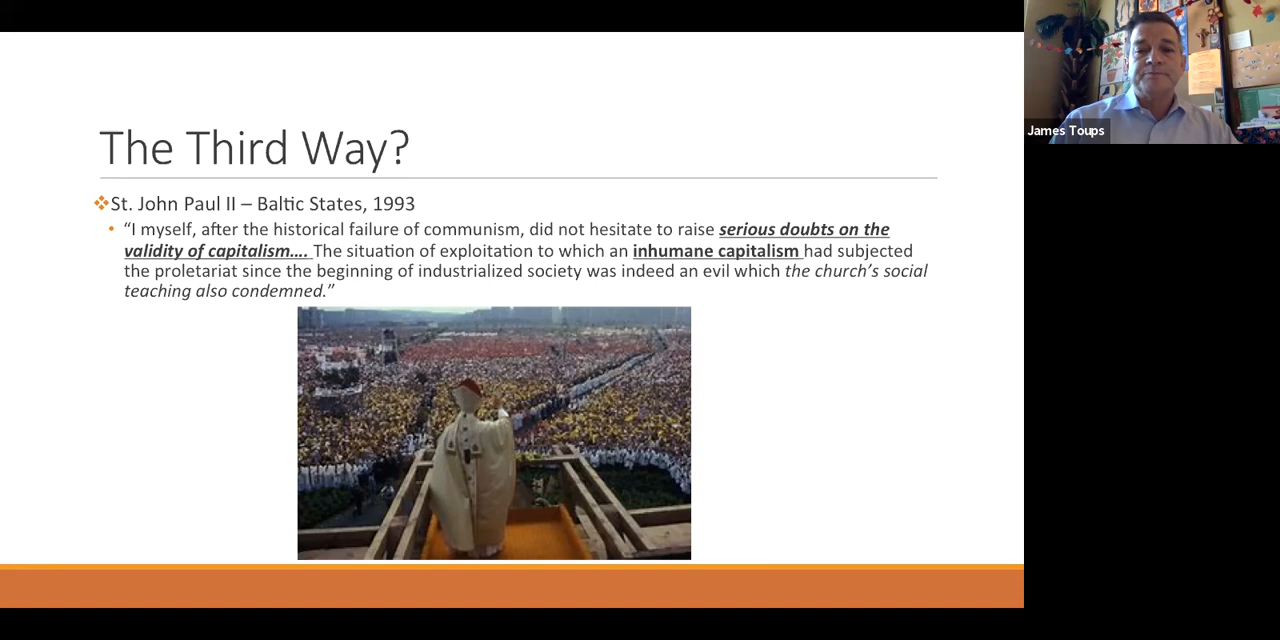 The Third Way?
St. John Paul II – Baltic States, 1993
“I myself, after the historical failure of communism, did not hesitate to raise serious doubts on the
validity of capitalism…. The situation of exploitation to which an inhumane capitalism had subjected
the proletariat since the beginning of industrialized society was indeed an evil which the church’s social
teaching also condemned.”
James Toups